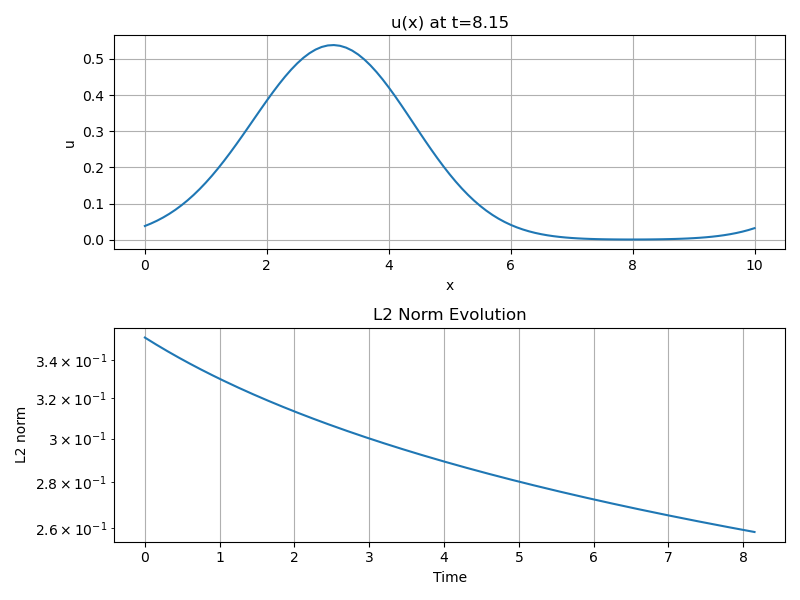 u(x) at t=8.15
u
0.5
0.4
0.3
0.2
0.1
0.0
0 2 4 6 8 10
x
L2 Norm Evolution
L2 norm
3.4 × 10⁻¹
3.2 × 10⁻¹
3 × 10⁻¹
2.8 × 10⁻¹
2.6 × 10⁻¹
0 1 2 3 4 5 6 7 8
Time